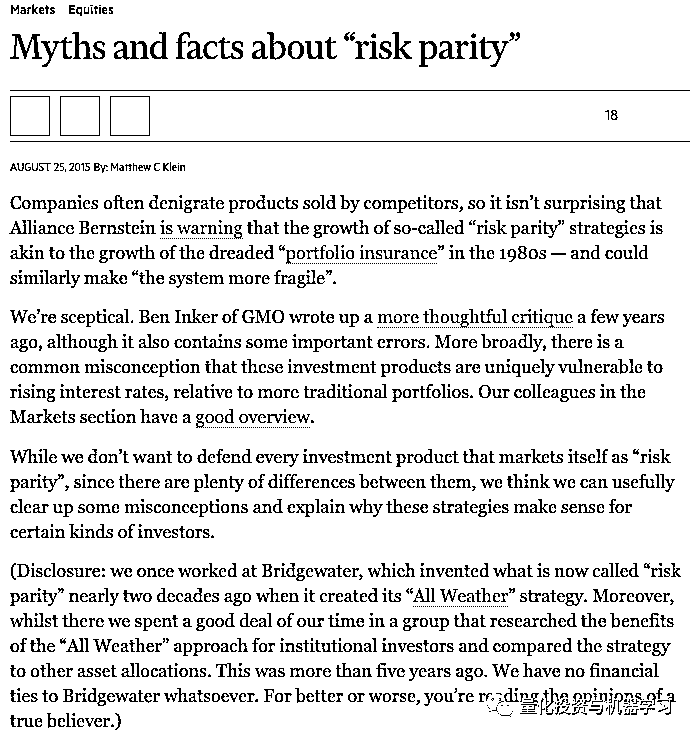 Markets Equities
Myths and facts about “risk parity”
18
AUGUST 25, 2015 By: Matthew C Klein
Companies often denigrate products sold by competitors, so it isn’t surprising that
Alliance Bernstein is warning that the growth of so-called “risk parity” strategies is
akin to the growth of the dreaded “portfolio insurance” in the 1980s — and could
similarly make “the system more fragile”.
We’re sceptical. Ben Inker of GMO wrote up a more thoughtful critique a few years
ago, although it also contains some important errors. More broadly, there is a
common misconception that these investment products are uniquely vulnerable to
rising interest rates, relative to more traditional portfolios. Our colleagues in the
Markets section have a good overview.
While we don’t want to defend every investment product that markets itself as “risk
parity”, since there are plenty of differences between them, we think we can usefully
clear up some misconceptions and explain why these strategies make sense for
certain kinds of investors.
(Disclosure: we once worked at Bridgewater, which invented what is now called “risk
parity” nearly two decades ago when it created its “All Weather” strategy. Moreover,
whilst there we spent a good deal of our time in a group that researched the benefits
of the “All Weather” approach for institutional investors and compared the strategy
to other asset allocations. This was more than five years ago. We have no financial
ties to Bridgewater whatsoever. For better or worse, you’re reading the opinions of a
true believer.)
量化投资与机器学习